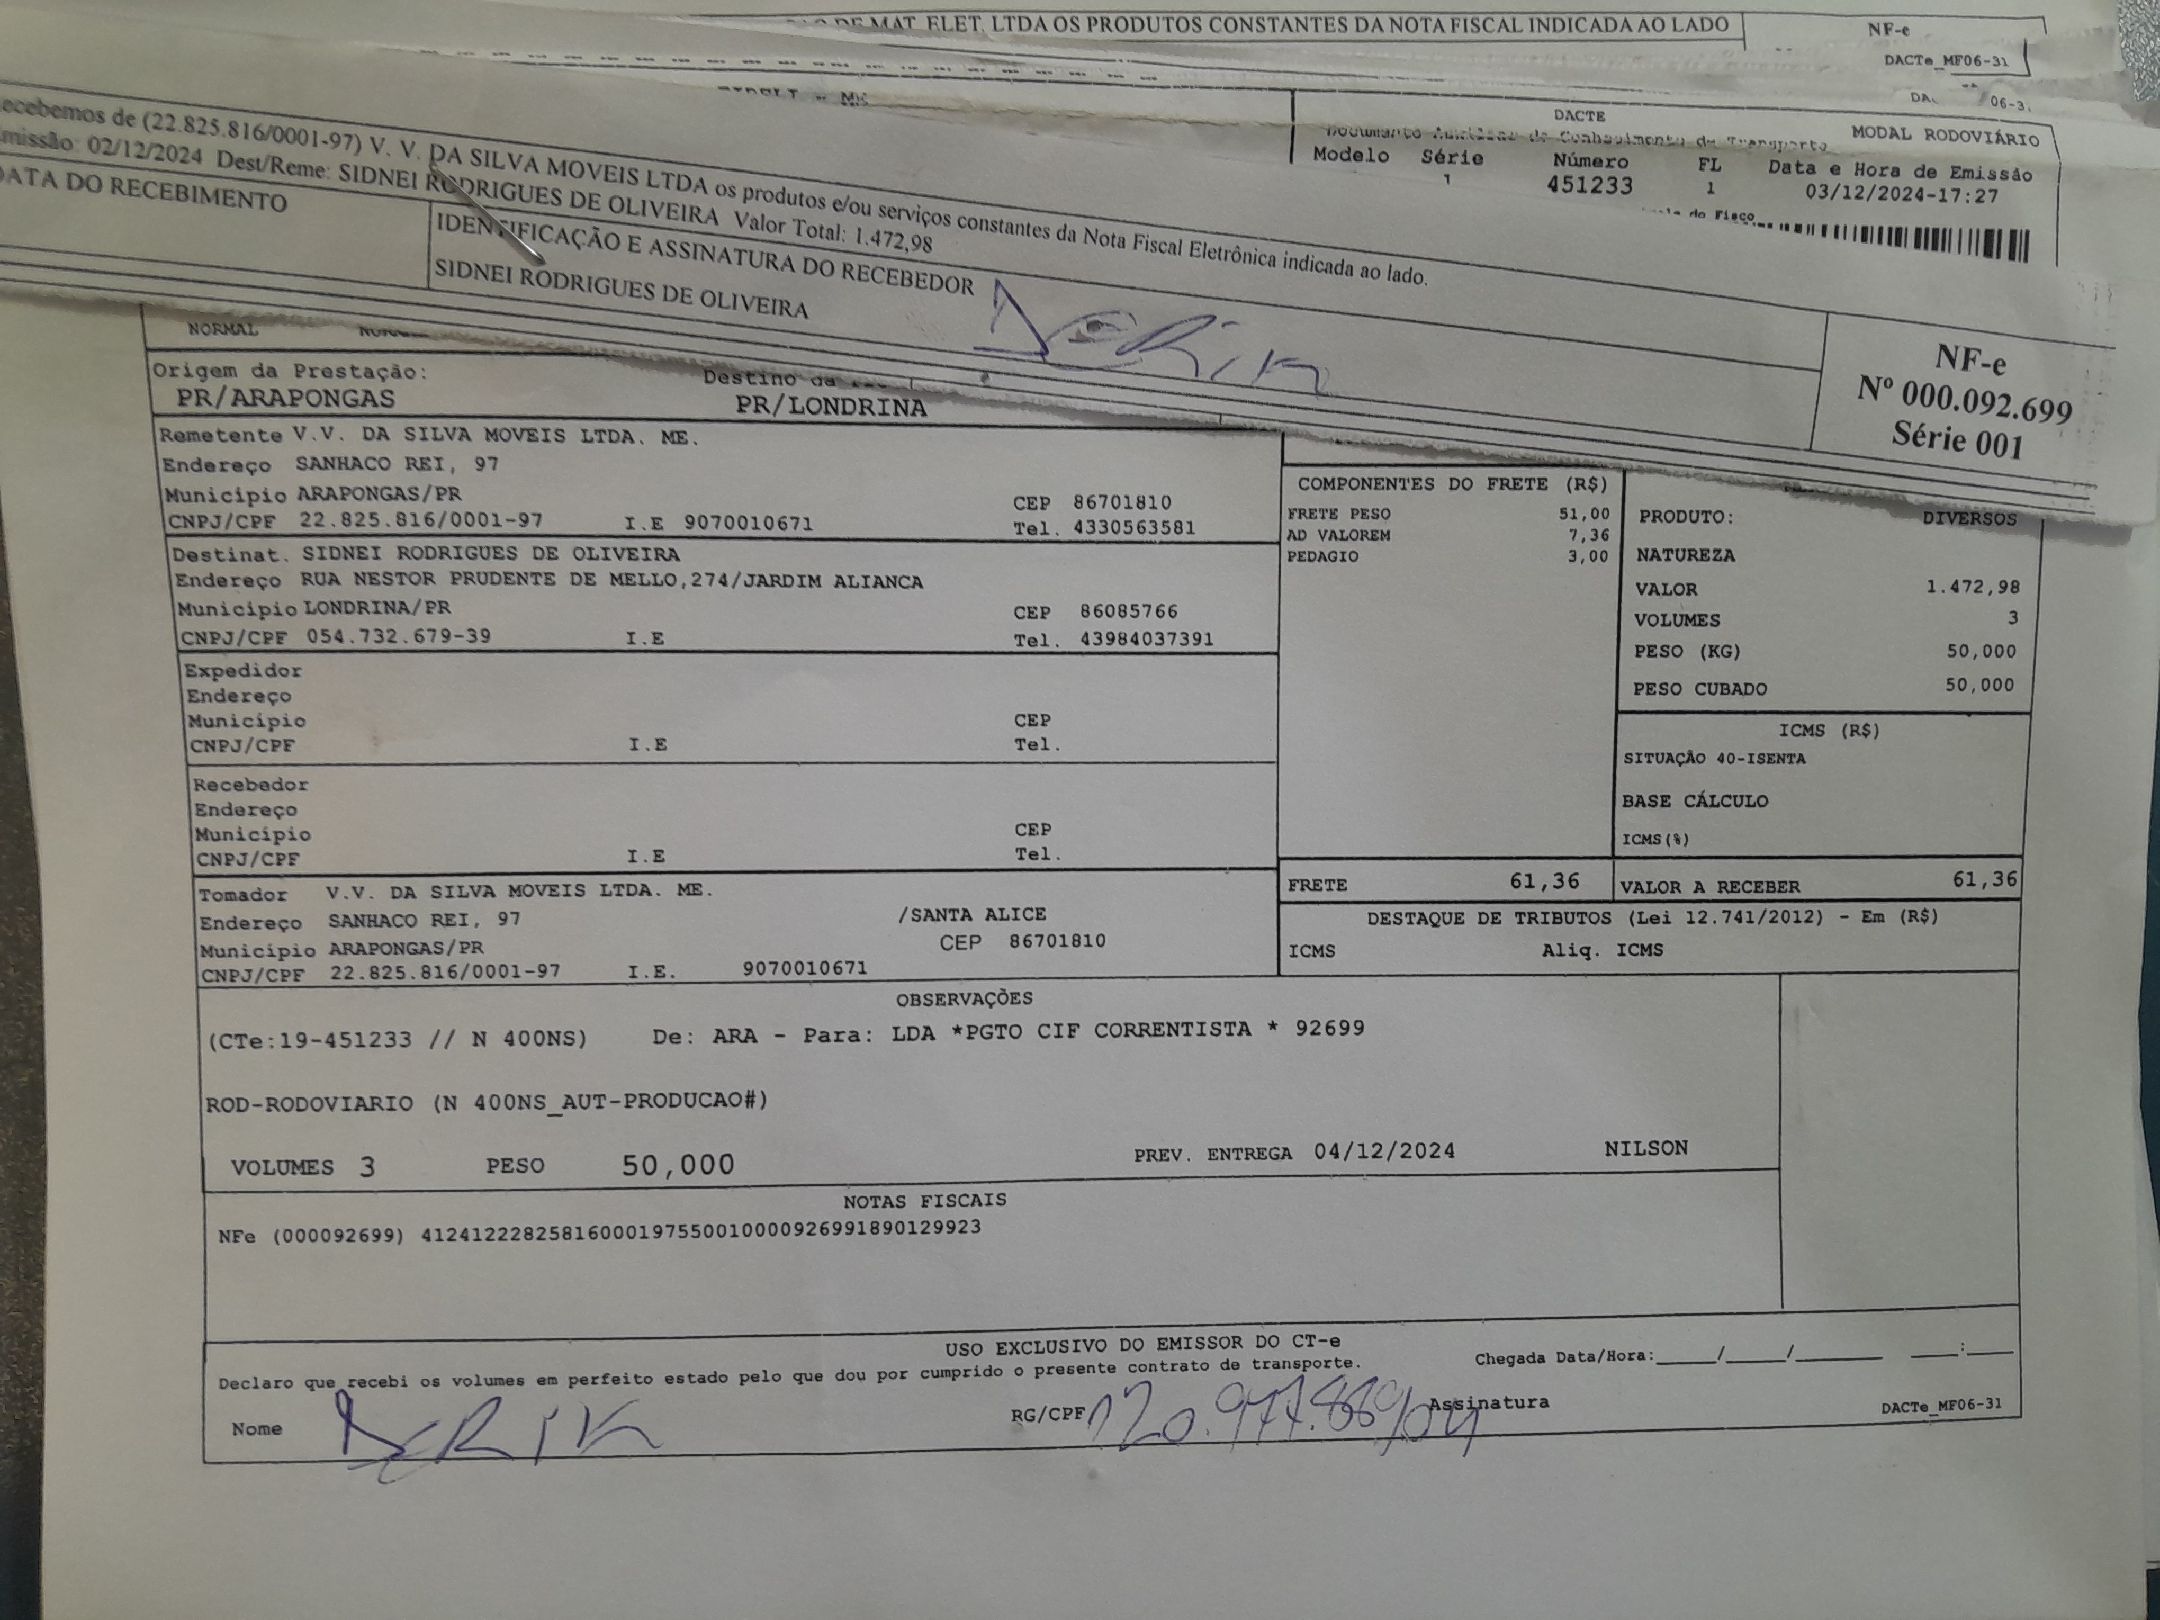 DE MAT. ELET. LTDA OS PRODUTOS CONSTANTES DA NOTA FISCAL INDICADA AO LADO
NF-e
DACTe_MF06-31
DACTE
MODAL RODOVIÁRIO
Modelo Série Número FL Data e Hora de Emissão
1 451233 1 03/12/2024-17:27
ecebemos de (22.825.816/0001-97) V. V. DA SILVA MOVEIS LTDA os produtos e/ou serviços constantes da Nota Fiscal Eletrônica indicada ao lado.
missão: 02/12/2024 Dest/Reme: SIDNEI RODRIGUES DE OLIVEIRA Valor Total: 1.472,98
DATA DO RECEBIMENTO
IDENTIFICAÇÃO E ASSINATURA DO RECEBEDOR
SIDNEI RODRIGUES DE OLIVEIRA
NF-e
Nº 000.092.699
Série 001
NORMAL
Origem da Prestação:
PR/ARAPONGAS
Destino da
PR/LONDRINA
Remetente V.V. DA SILVA MOVEIS LTDA. ME.
Endereço SANHACO REI, 97
Município ARAPONGAS/PR CEP 86701810
CNPJ/CPF 22.825.816/0001-97 I.E 9070010671 Tel. 4330563581
Destinat. SIDNEI RODRIGUES DE OLIVEIRA
Endereço RUA NESTOR PRUDENTE DE MELLO,274/JARDIM ALIANCA
Município LONDRINA/PR CEP 86085766
CNPJ/CPF 054.732.679-39 I.E Tel. 43984037391
Expedidor
Endereço
Município CEP
CNPJ/CPF I.E Tel.
Recebedor
Endereço
Município CEP
CNPJ/CPF I.E Tel.
Tomador V.V. DA SILVA MOVEIS LTDA. ME.
Endereço SANHACO REI, 97 /SANTA ALICE
Município ARAPONGAS/PR CEP 86701810
CNPJ/CPF 22.825.816/0001-97 I.E. 9070010671
COMPONENTES DO FRETE (R$)
FRETE PESO 51,00
AD VALOREM 7,36
PEDAGIO 3,00
PRODUTO: DIVERSOS
NATUREZA
VALOR 1.472,98
VOLUMES 3
PESO (KG) 50,000
PESO CUBADO 50,000
ICMS (R$)
SITUAÇÃO 40-ISENTA
BASE CÁLCULO
ICMS(%)
FRETE 61,36
VALOR A RECEBER 61,36
DESTAQUE DE TRIBUTOS (Lei 12.741/2012) - Em (R$)
ICMS Aliq. ICMS
OBSERVAÇÕES
(CTe:19-451233 // N 400NS) De: ARA - Para: LDA *PGTO CIF CORRENTISTA * 92699
ROD-RODOVIARIO (N 400NS_AUT-PRODUCAO#)
VOLUMES 3 PESO 50,000 PREV. ENTREGA 04/12/2024 NILSON
NOTAS FISCAIS
NFe (000092699) 41241222825816000197550010000926991890129923
USO EXCLUSIVO DO EMISSOR DO CT-e
Declaro que recebi os volumes em perfeito estado pelo que dou por cumprido o presente contrato de transporte.
Chegada Data/Hora:____/____/____ ___:___
Nome DERIK RG/CPF Assinatura
DACTe_MF06-31